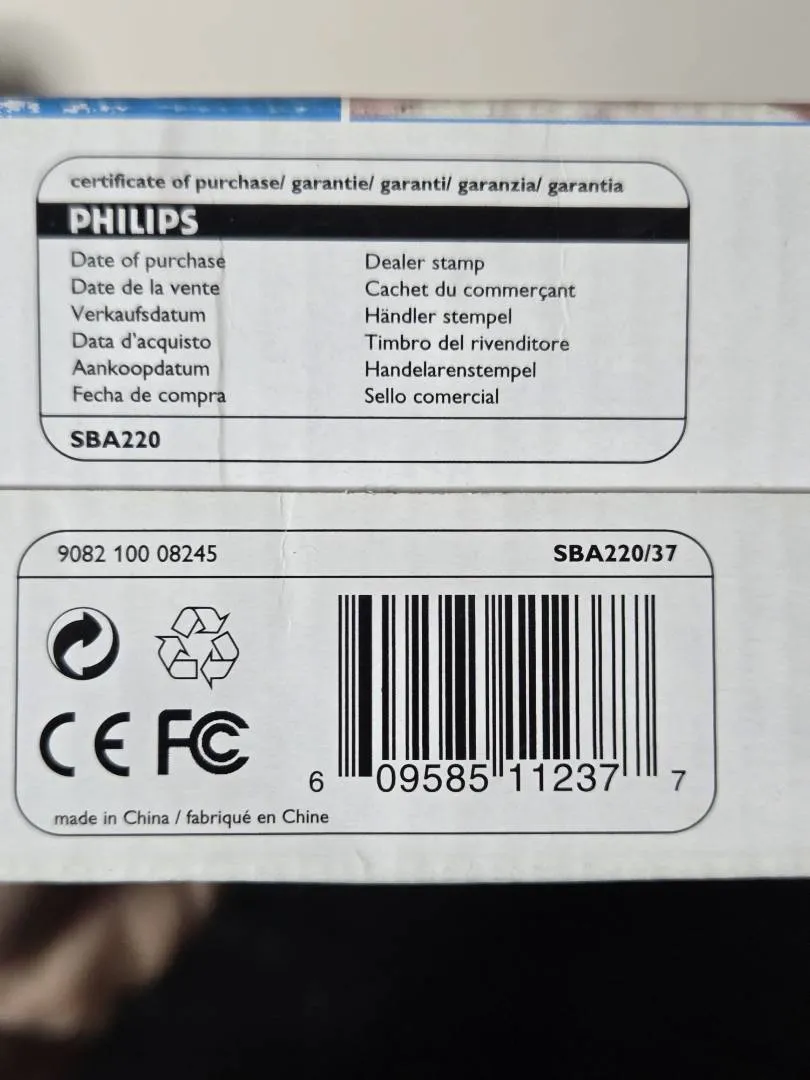 certificate of purchase/ garantie/ garanti/ garanzia/ garantia
PHILIPS
Date of purchase
Date de la vente
Verkaufsdatum
Data d'acquisto
Aankoopdatum
Fecha de compra
Dealer stamp
Cachet du commerçant
Händler stempel
Timbro del rivenditore
Handelarenstempel
Sello comercial
SBA220
9082 100 08245 SBA220/37
CE FC
6 09585 11237 7
made in China / fabriqué en Chine